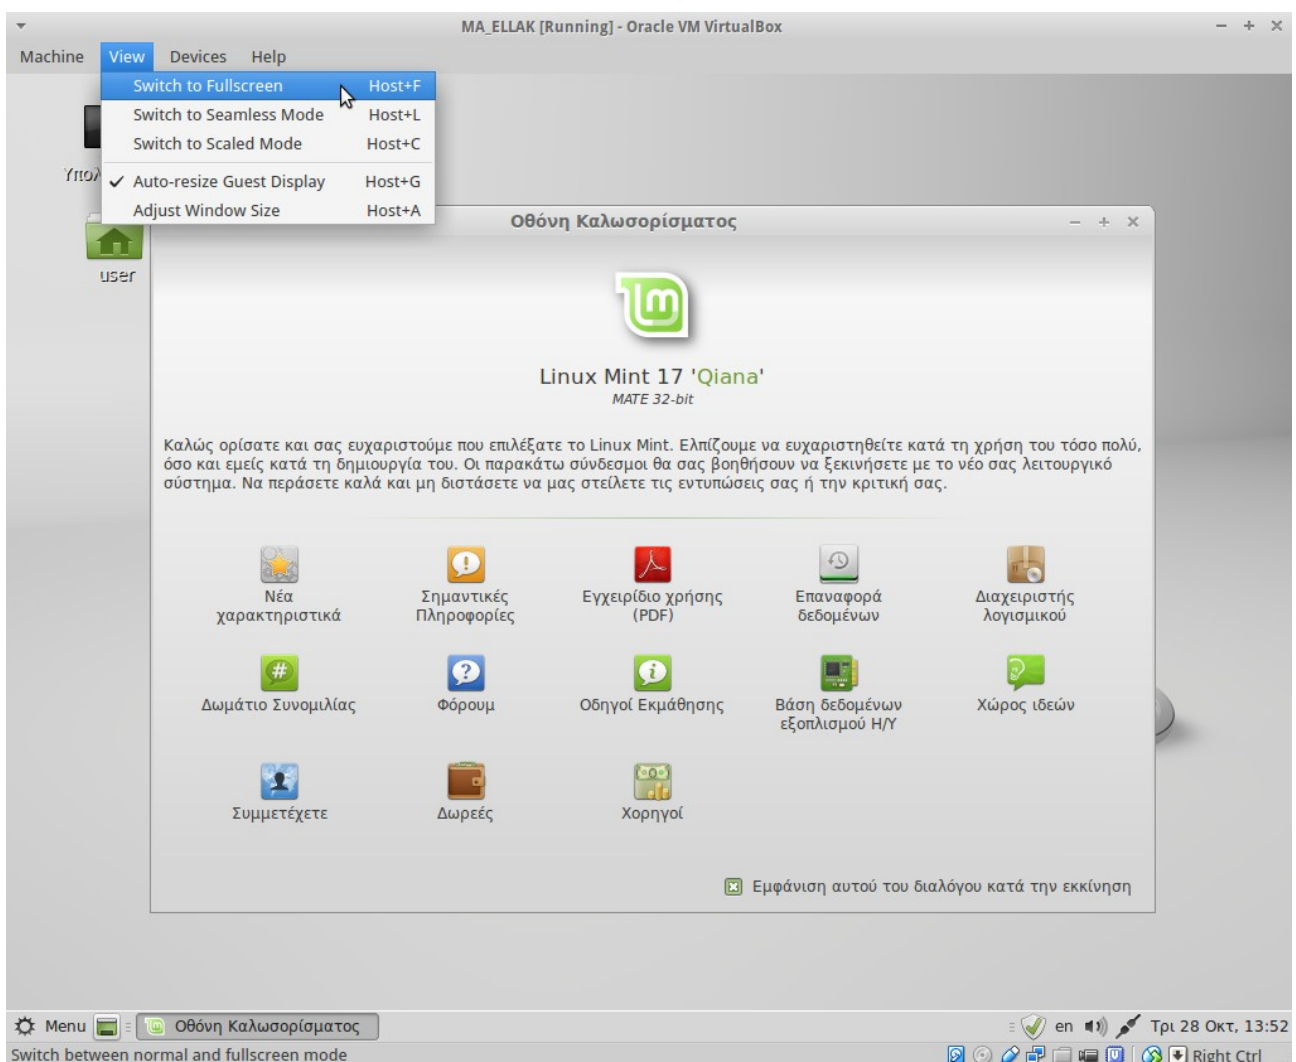 MA_ELLAK [Running] - Oracle VM VirtualBox
Machine View Devices Help
Switch to Fullscreen Host+F
Switch to Seamless Mode Host+L
Switch to Scaled Mode Host+C
Auto-resize Guest Display Host+G
Adjust Window Size Host+A
user
Οθόνη Καλωσορίσματος
Linux Mint 17 'Qiana'
MATE 32-bit
Καλώς ορίσατε και σας ευχαριστούμε που επιλέξατε το Linux Mint. Ελπίζουμε να ευχαριστηθείτε κατά τη χρήση του τόσο πολύ,
όσο και εμείς κατά τη δημιουργία του. Οι παρακάτω σύνδεσμοι θα σας βοηθήσουν να ξεκινήσετε με το νέο σας λειτουργικό
σύστημα. Να περάσετε καλά και μη διστάσετε να μας στείλετε τις εντυπώσεις σας ή την κριτική σας.
Νέα
χαρακτηριστικά
Σημαντικές
Πληροφορίες
Εγχειρίδιο χρήσης
(PDF)
Επαναφορά
δεδομένων
Διαχειριστής
λογισμικού
Δωμάτιο Συνομιλίας
Φόρουμ
Οδηγοί Εκμάθησης
Βάση δεδομένων
εξοπλισμού Η/Υ
Χώρος ιδεών
Συμμετέχετε
Δωρεές
Χορηγοί
Εμφάνιση αυτού του διαλόγου κατά την εκκίνηση
Menu Οθόνη Καλωσορίσματος en Τρι 28 Οκτ, 13:52
Switch between normal and fullscreen mode Right Ctrl